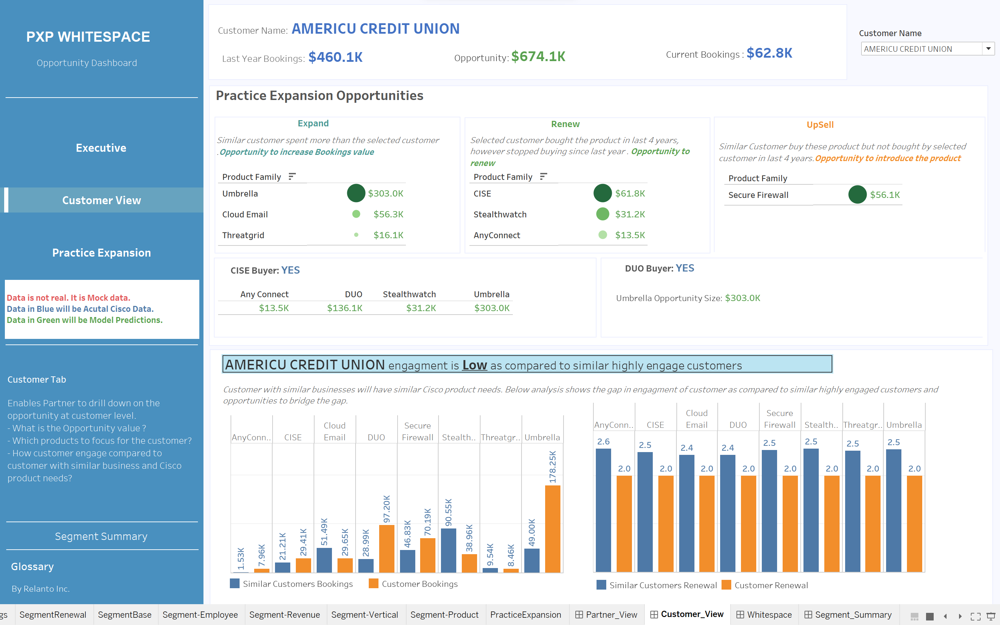 PXP WHITESPACE
Opportunity Dashboard
Executive
Customer View
Practice Expansion
Data is not real. It is Mock data.
Data in Blue will be Acutal Cisco Data.
Data in Green will be Model Predictions.
Customer Tab
Enables Partner to drill down on the
opportunity at customer level.
- What is the Opportunity value ?
- Which products to focus for the customer?
- How customer engage compared to
customer with similar business and Cisco
product needs?
Segment Summary
Glossary
By Relanto Inc.
Customer Name: AMERICU CREDIT UNION
Last Year Bookings: $460.1K
Opportunity: $674.1K
Current Bookings : $62.8K
Customer Name
AMERICU CREDIT UNION
Practice Expansion Opportunities
Expand
Similar customer spent more than the selected customer
.Opportunity to increase Bookings value
Product Family
Umbrella $303.0K
Cloud Email $56.3K
Threatgrid $16.1K
Renew
Selected customer bought the product in last 4 years,
however stopped buying since last year . Opportunity to
renew
Product Family
CISE $61.8K
Stealthwatch $31.2K
AnyConnect $13.5K
UpSell
Similar Customer buy these product but not bought by selected
customer in last 4 years.Opportunity to introduce the product
Product Family
Secure Firewall $56.1K
CISE Buyer: YES
Any Connect DUO Stealthwatch Umbrella
$13.5K $136.1K $31.2K $303.0K
DUO Buyer: YES
Umbrella Opportunity Size: $303.0K
AMERICU CREDIT UNION engagment is Low as compared to similar highly engage customers
Customer with similar businesses will have similar Cisco product needs. Below analysis shows the gap in engagment of customer as compared to similar highly engaged customers and
opportunities to bridge the gap.
AnyConn.. CISE Cloud Email DUO Secure Firewall Stealth.. Threatgr.. Umbrella
1.53K 7.96K 21.21K 29.41K 51.49K 29.65K 28.99K 97.20K 46.83K 70.19K 90.55K 38.96K 9.54K 8.46K 49.00K 178.25K
Similar Customers Bookings Customer Bookings
AnyConn.. CISE Cloud Email DUO Secure Firewall Stealth.. Threatgr.. Umbrella
2.6 2.0 2.5 2.0 2.4 2.0 2.4 2.0 2.5 2.0 2.5 2.0 2.5 2.0 2.5 2.0
Similar Customers Renewal Customer Renewal
gs SegmentRenewal SegmentBase Segment-Employee Segment-Revenue Segment-Vertical Segment-Product PracticeExpansion Partner_View Customer_View Whitespace Segment_Summary